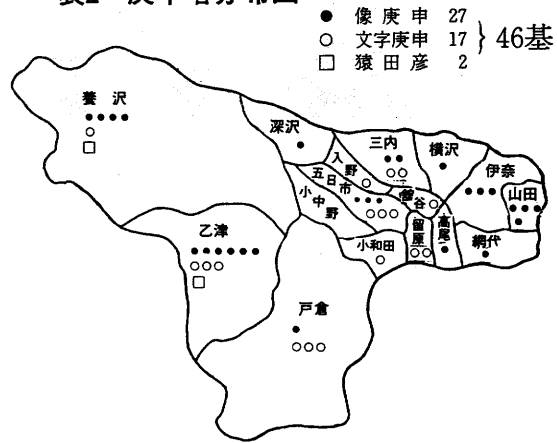 ● 像庚申 27
○ 文字庚申 17
□ 猿田彦 2
} 46基
養沢
深沢
三内
横沢
伊奈
入野
五日市
山田
小中野
留原
高尾
乙津
小和田
網代
戸倉